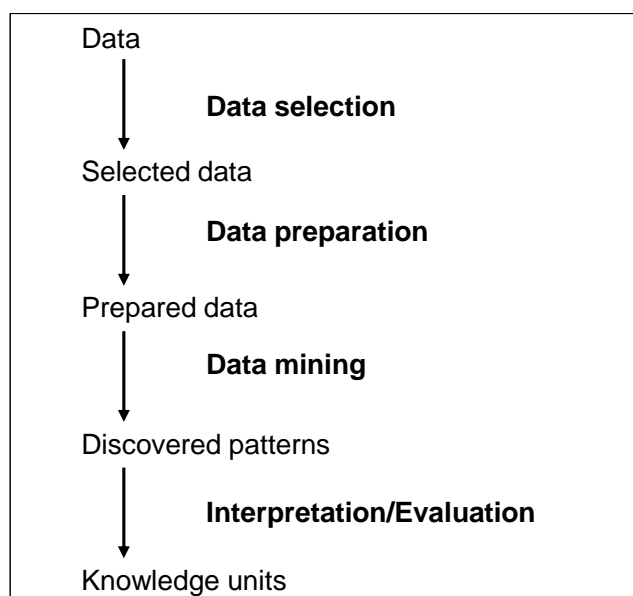 Data
Data selection
Selected data
Data preparation
Prepared data
Data mining
Discovered patterns
Interpretation/Evaluation
Knowledge units